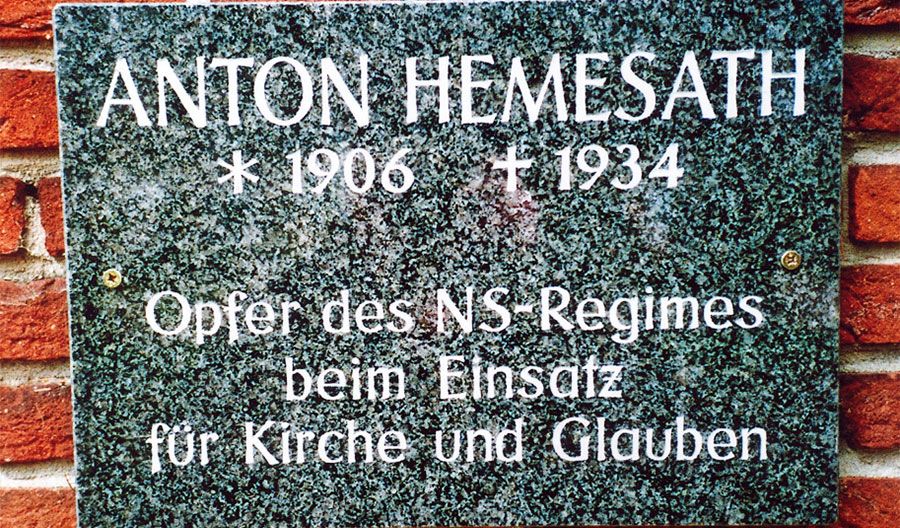 ANTON HEMESATH
* 1906 † 1934
Opfer des NS-Regimes
beim Einsatz
für Kirche und Glauben